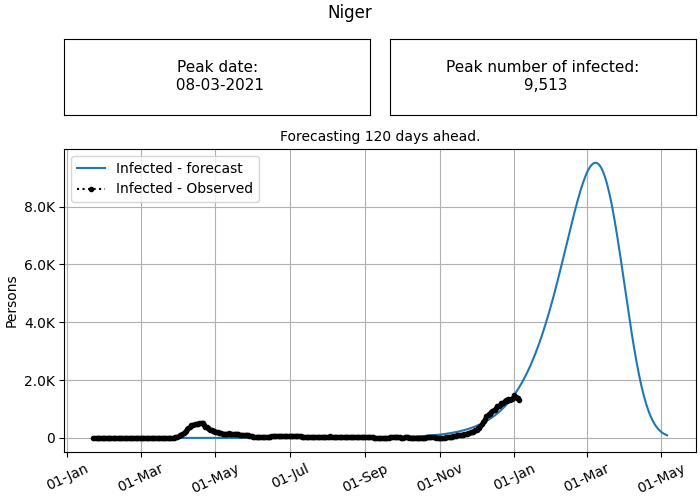 Niger
Peak date:
08-03-2021
Peak number of infected:
9,513
Forecasting 120 days ahead.
Infected - forecast
Infected - Observed
8.0K
6.0K
4.0K
2.0K
0
Persons
01-Jan
01-Mar
01-May
01-Jul
01-Sep
01-Nov
01-Jan
01-Mar
01-May